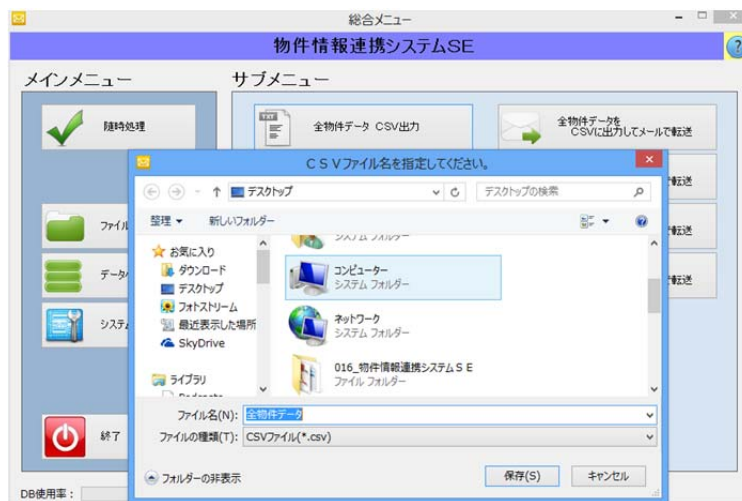 総合メニュー
物件情報連携システムSE
メインメニュー
サブメニュー
随時処理
全物件データ CSV出力
全物件データを
CSVに出力してメールで転送
CSVファイル名を指定してください。
デスクトップ
デスクトップの検索
で転送
整理
新しいフォルダー
ファイル
で転送
お気に入り
ダウンロード
デスクトップ
フォトストリーム
最近表示した場所
SkyDrive
ライブラリ
システム フォルダー
コンピューター
システム フォルダー
ネットワーク
システム フォルダー
016_物件情報連携システムSE
ファイル フォルダー
データ
で転送
システ
ファイル名(N):
全物件データ
ファイルの種類(T):
CSVファイル(*.csv)
終了
フォルダーの非表示
保存(S)
キャンセル
DB使用率: